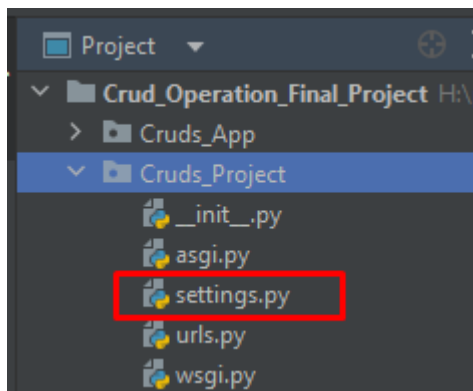 Project
Crud_Operation_Final_Project H:\
Cruds_App
Cruds_Project
__init__.py
asgi.py
settings.py
urls.py
wsgi.py